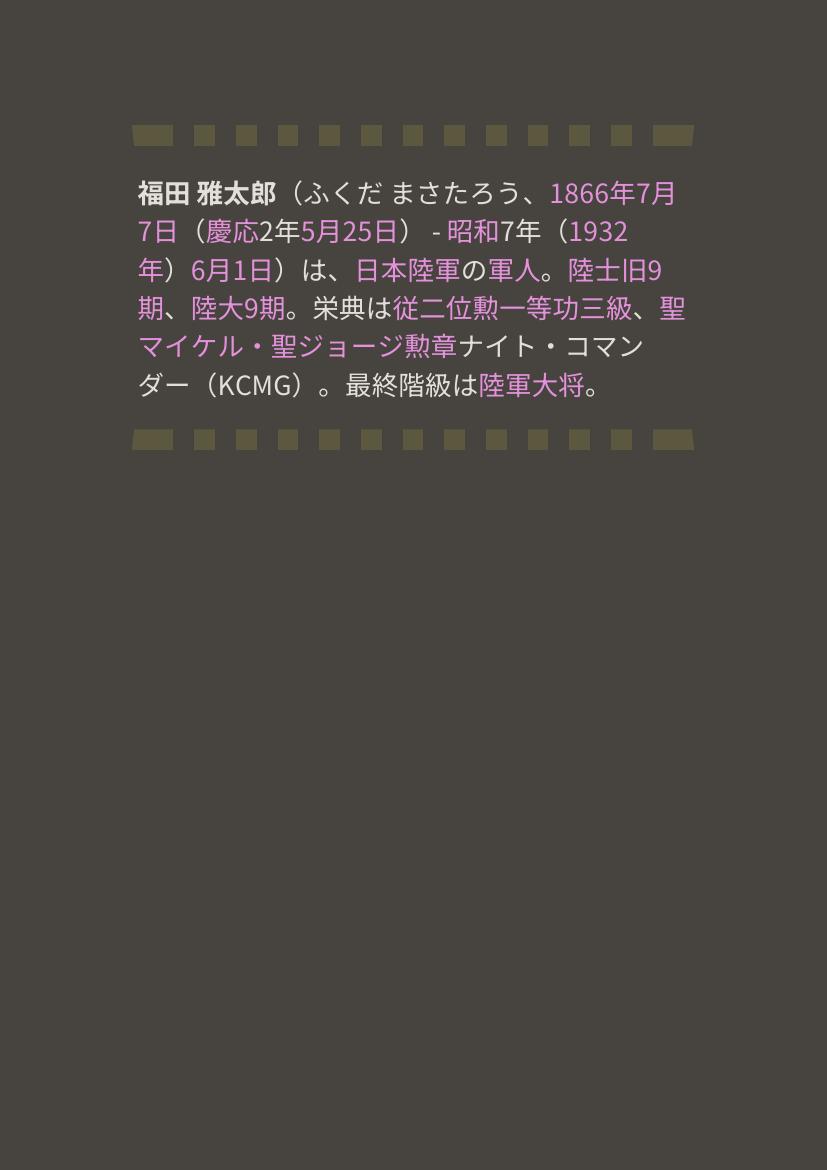 福田 雅太郎（ふくだ まさたろう、1866年7月
7日（慶応2年5月25日） - 昭和7年（1932
年）6月1日）は、日本陸軍の軍人。陸士旧9
期、陸大9期。栄典は従二位勲一等功三級、聖
マイケル・聖ジョージ勲章ナイト・コマン
ダー（KCMG）。最終階級は陸軍大将。